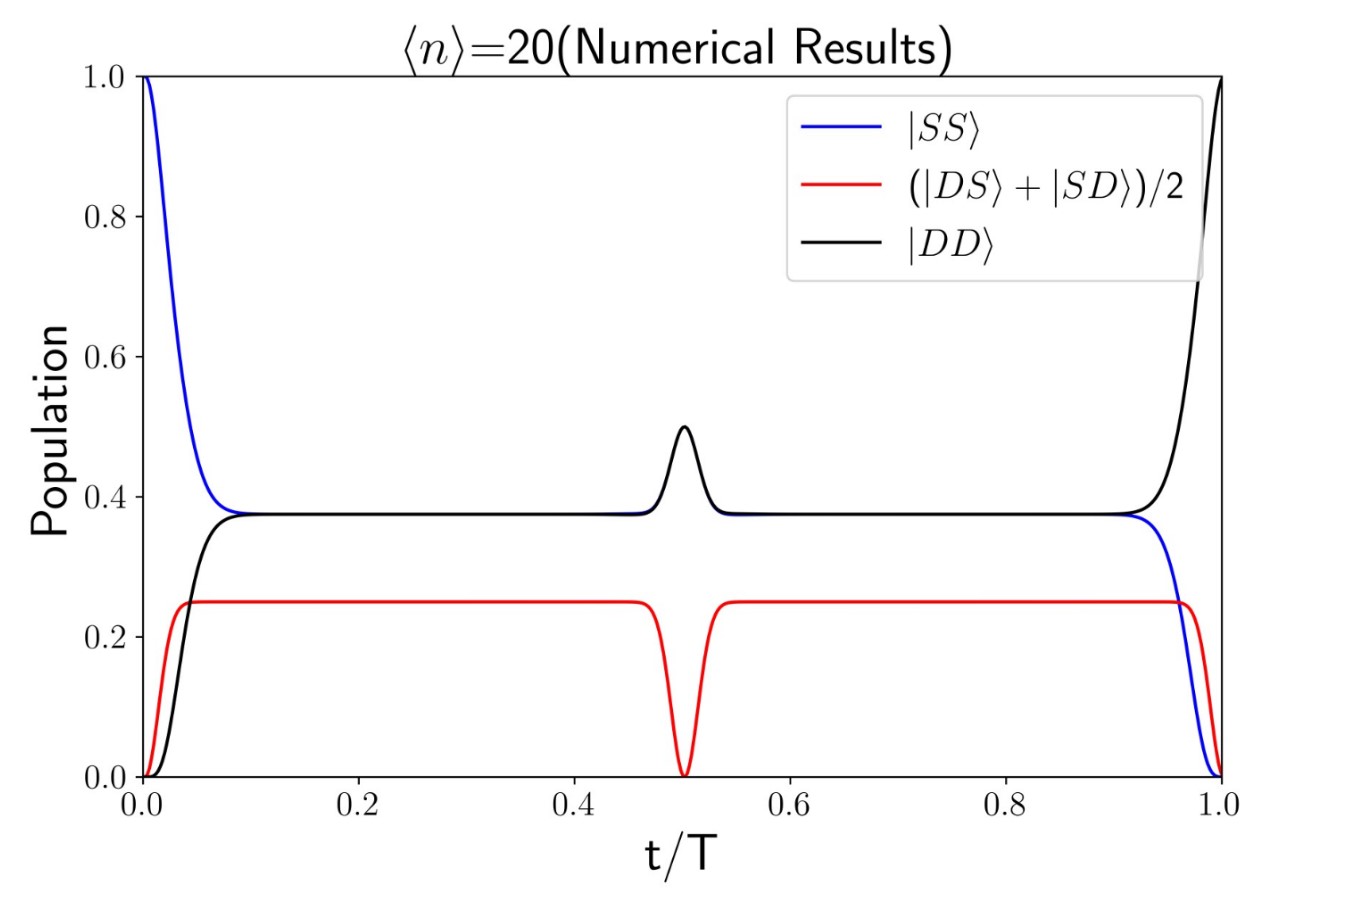 ⟨n⟩=20(Numerical Results)
1.0
0.8
0.6
0.4
0.2
0.0
Population
|SS⟩
(|DS⟩ + |SD⟩)/2
|DD⟩
0.0 0.2 0.4 0.6 0.8 1.0
t/T